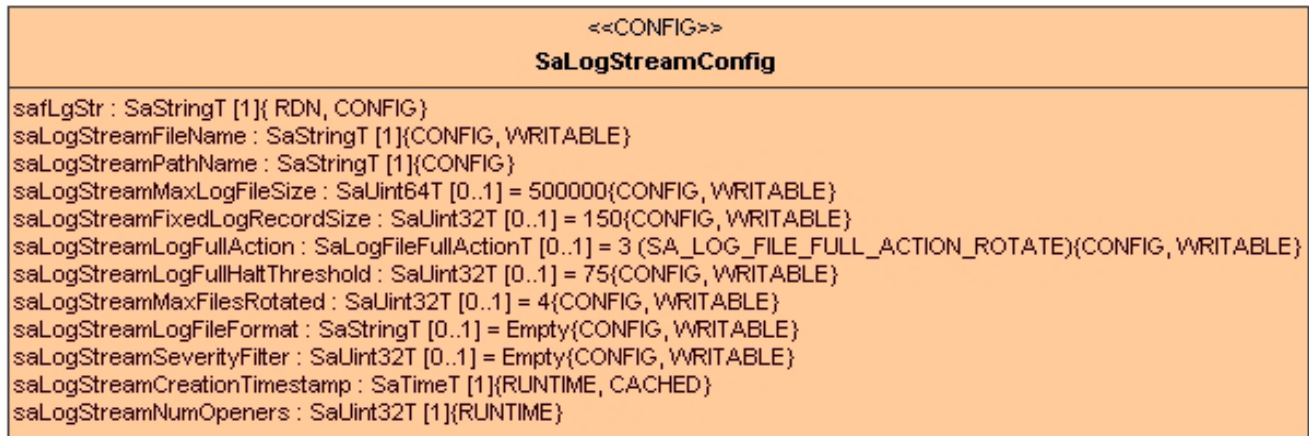 <<CONFIG>>
SaLogStreamConfig
safLgStr : SaStringT [1]{ RDN, CONFIG}
saLogStreamFileName : SaStringT [1]{CONFIG, WRITABLE}
saLogStreamPathName : SaStringT [1]{CONFIG}
saLogStreamMaxLogFileSize : SaUint64T [0..1] = 500000{CONFIG, WRITABLE}
saLogStreamFixedLogRecordSize : SaUint32T [0..1] = 150{CONFIG, WRITABLE}
saLogStreamLogFullAction : SaLogFileFullActionT [0..1] = 3 (SA_LOG_FILE_FULL_ACTION_ROTATE){CONFIG, WRITABLE}
saLogStreamLogFullHaltThreshold : SaUint32T [0..1] = 75{CONFIG, WRITABLE}
saLogStreamMaxFilesRotated : SaUint32T [0..1] = 4{CONFIG, WRITABLE}
saLogStreamLogFileFormat : SaStringT [0..1] = Empty{CONFIG, WRITABLE}
saLogStreamSeverityFilter : SaUint32T [0..1] = Empty{CONFIG, WRITABLE}
saLogStreamCreationTimestamp : SaTimeT [1]{RUNTIME, CACHED}
saLogStreamNumOpeners : SaUint32T [1]{RUNTIME}